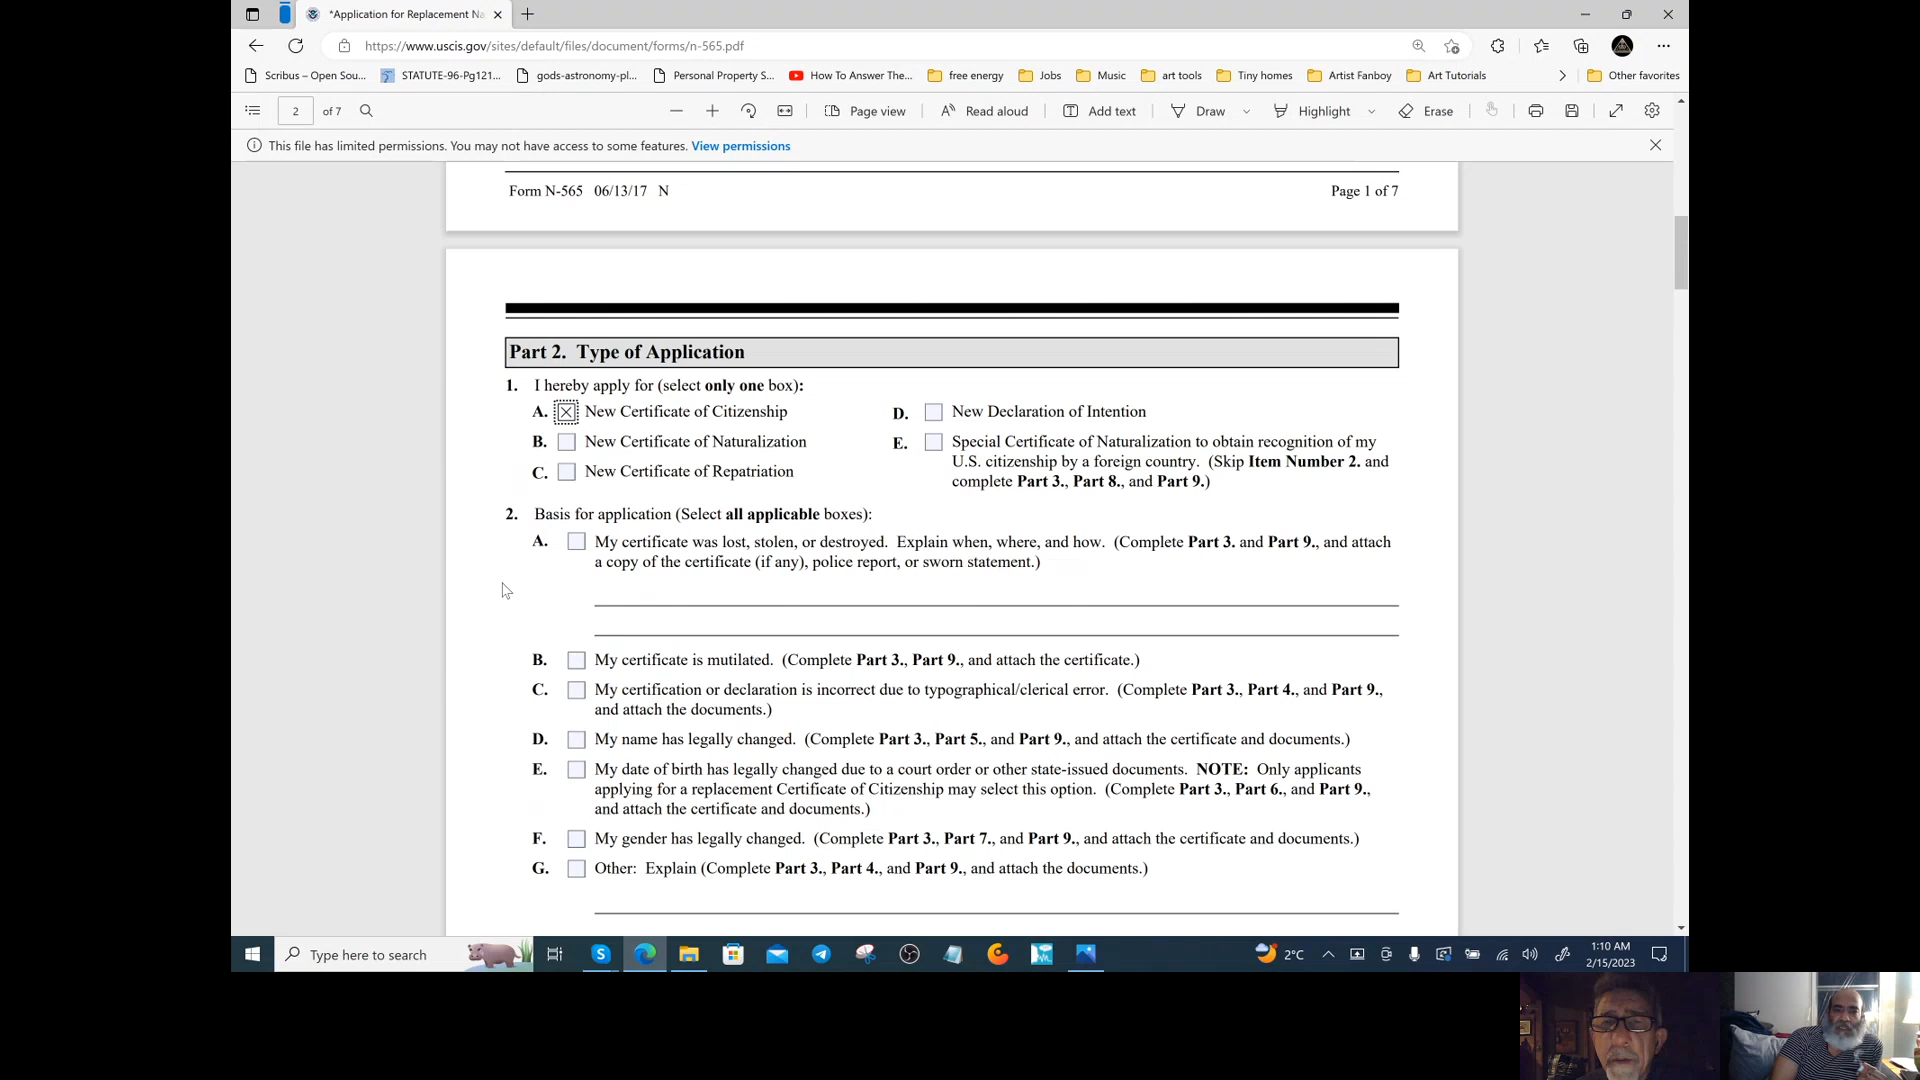 *Application for Replacement Na
https://www.uscis.gov/sites/default/files/document/forms/n-565.pdf
Scribus – Open Sou...
STATUTE-96-Pg121...
gods-astronomy-pl...
Personal Property S...
How To Answer The...
free energy
Jobs
Music
art tools
Tiny homes
Artist Fanboy
Art Tutorials
Other favorites
2 of 7
Page view
Read aloud
Add text
Draw
Highlight
Erase
This file has limited permissions. You may not have access to some features. View permissions
Form N-565 06/13/17 N
Page 1 of 7
Part 2. Type of Application
1. I hereby apply for (select only one box):
A. New Certificate of Citizenship
B. New Certificate of Naturalization
C. New Certificate of Repatriation
D. New Declaration of Intention
E. Special Certificate of Naturalization to obtain recognition of my
U.S. citizenship by a foreign country. (Skip Item Number 2. and
complete Part 3., Part 8., and Part 9.)
2. Basis for application (Select all applicable boxes):
A. My certificate was lost, stolen, or destroyed. Explain when, where, and how. (Complete Part 3. and Part 9., and attach
a copy of the certificate (if any), police report, or sworn statement.)
B. My certificate is mutilated. (Complete Part 3., Part 9., and attach the certificate.)
C. My certification or declaration is incorrect due to typographical/clerical error. (Complete Part 3., Part 4., and Part 9.,
and attach the documents.)
D. My name has legally changed. (Complete Part 3., Part 5., and Part 9., and attach the certificate and documents.)
E. My date of birth has legally changed due to a court order or other state-issued documents. NOTE: Only applicants
applying for a replacement Certificate of Citizenship may select this option. (Complete Part 3., Part 6., and Part 9.,
and attach the certificate and documents.)
F. My gender has legally changed. (Complete Part 3., Part 7., and Part 9., and attach the certificate and documents.)
G. Other: Explain (Complete Part 3., Part 4., and Part 9., and attach the documents.)
Type here to search
2°C
1:10 AM
2/15/2023